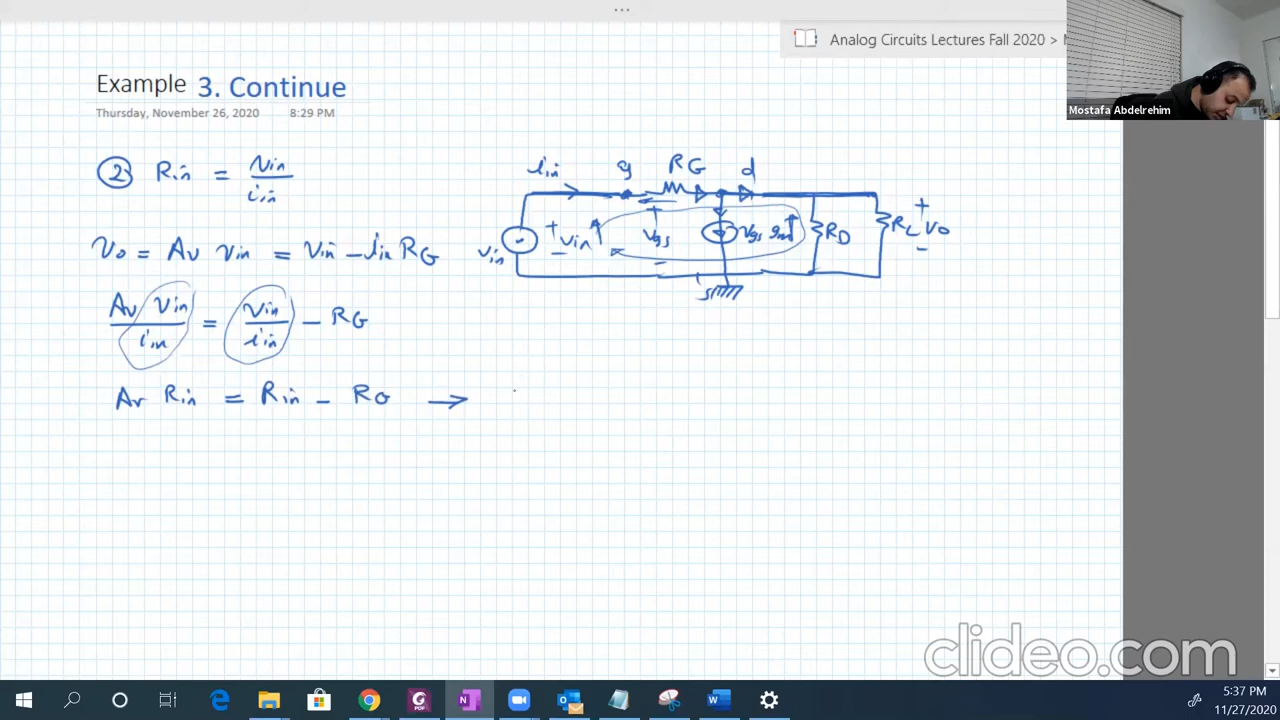 Analog Circuits Lectures Fall 2020 >
Mostafa Abdelrehim
Example 3. Continue
Thursday, November 26, 2020 8:29 PM
② Rin = vin / iin
iin g RG d
vin + vin − + vgs − vgs gm RD RL + vo −
s
vo = Av vin = vin − iin RG
Av vin / iin = vin / iin − RG
Av Rin = Rin − RG →
clideo.com
5:37 PM
11/27/2020